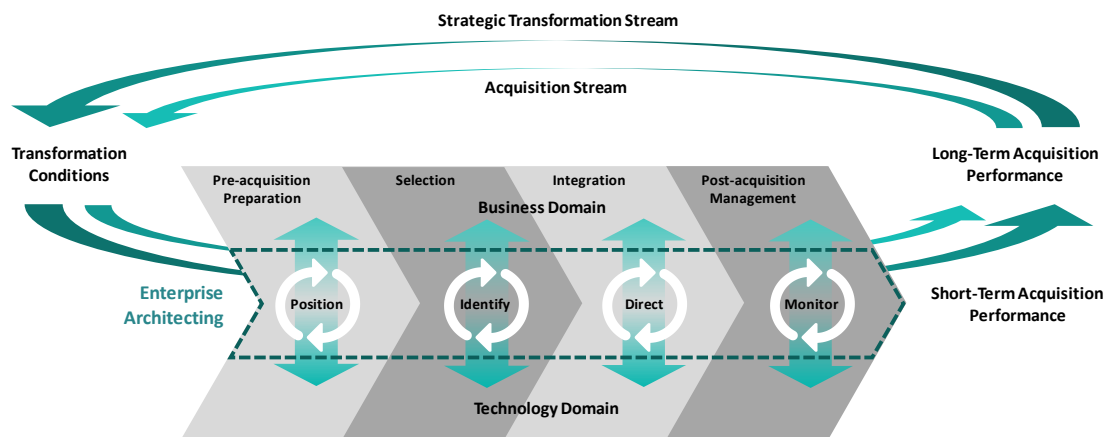 Strategic Transformation Stream
Acquisition Stream
Transformation
Conditions
Long-Term Acquisition
Performance
Pre-acquisition
Preparation
Selection
Integration
Post-acquisition
Management
Business Domain
Enterprise
Architecting
Position
Identify
Direct
Monitor
Short-Term Acquisition
Performance
Technology Domain